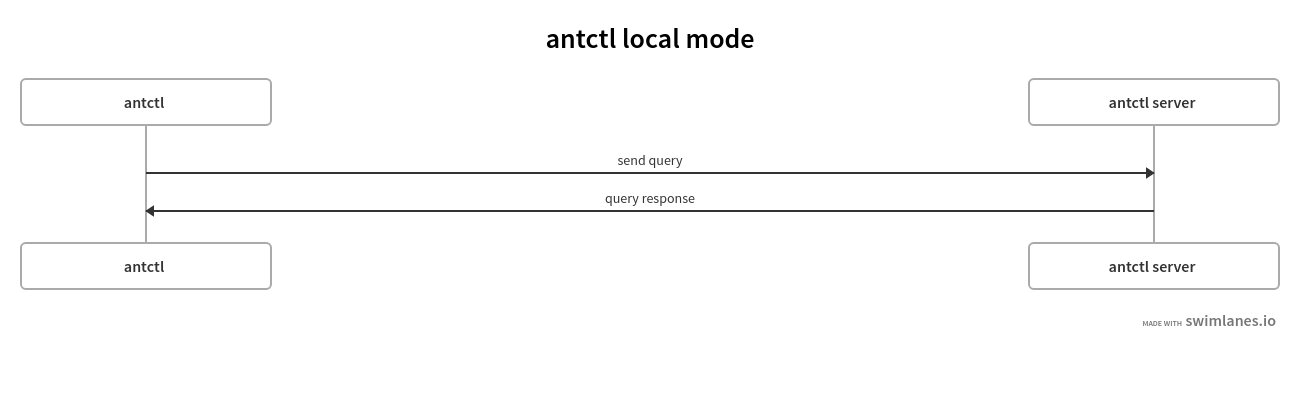 antctl local mode
antctl
antctl server
send query
query response
antctl
antctl server
MADE WITH swimlanes.io